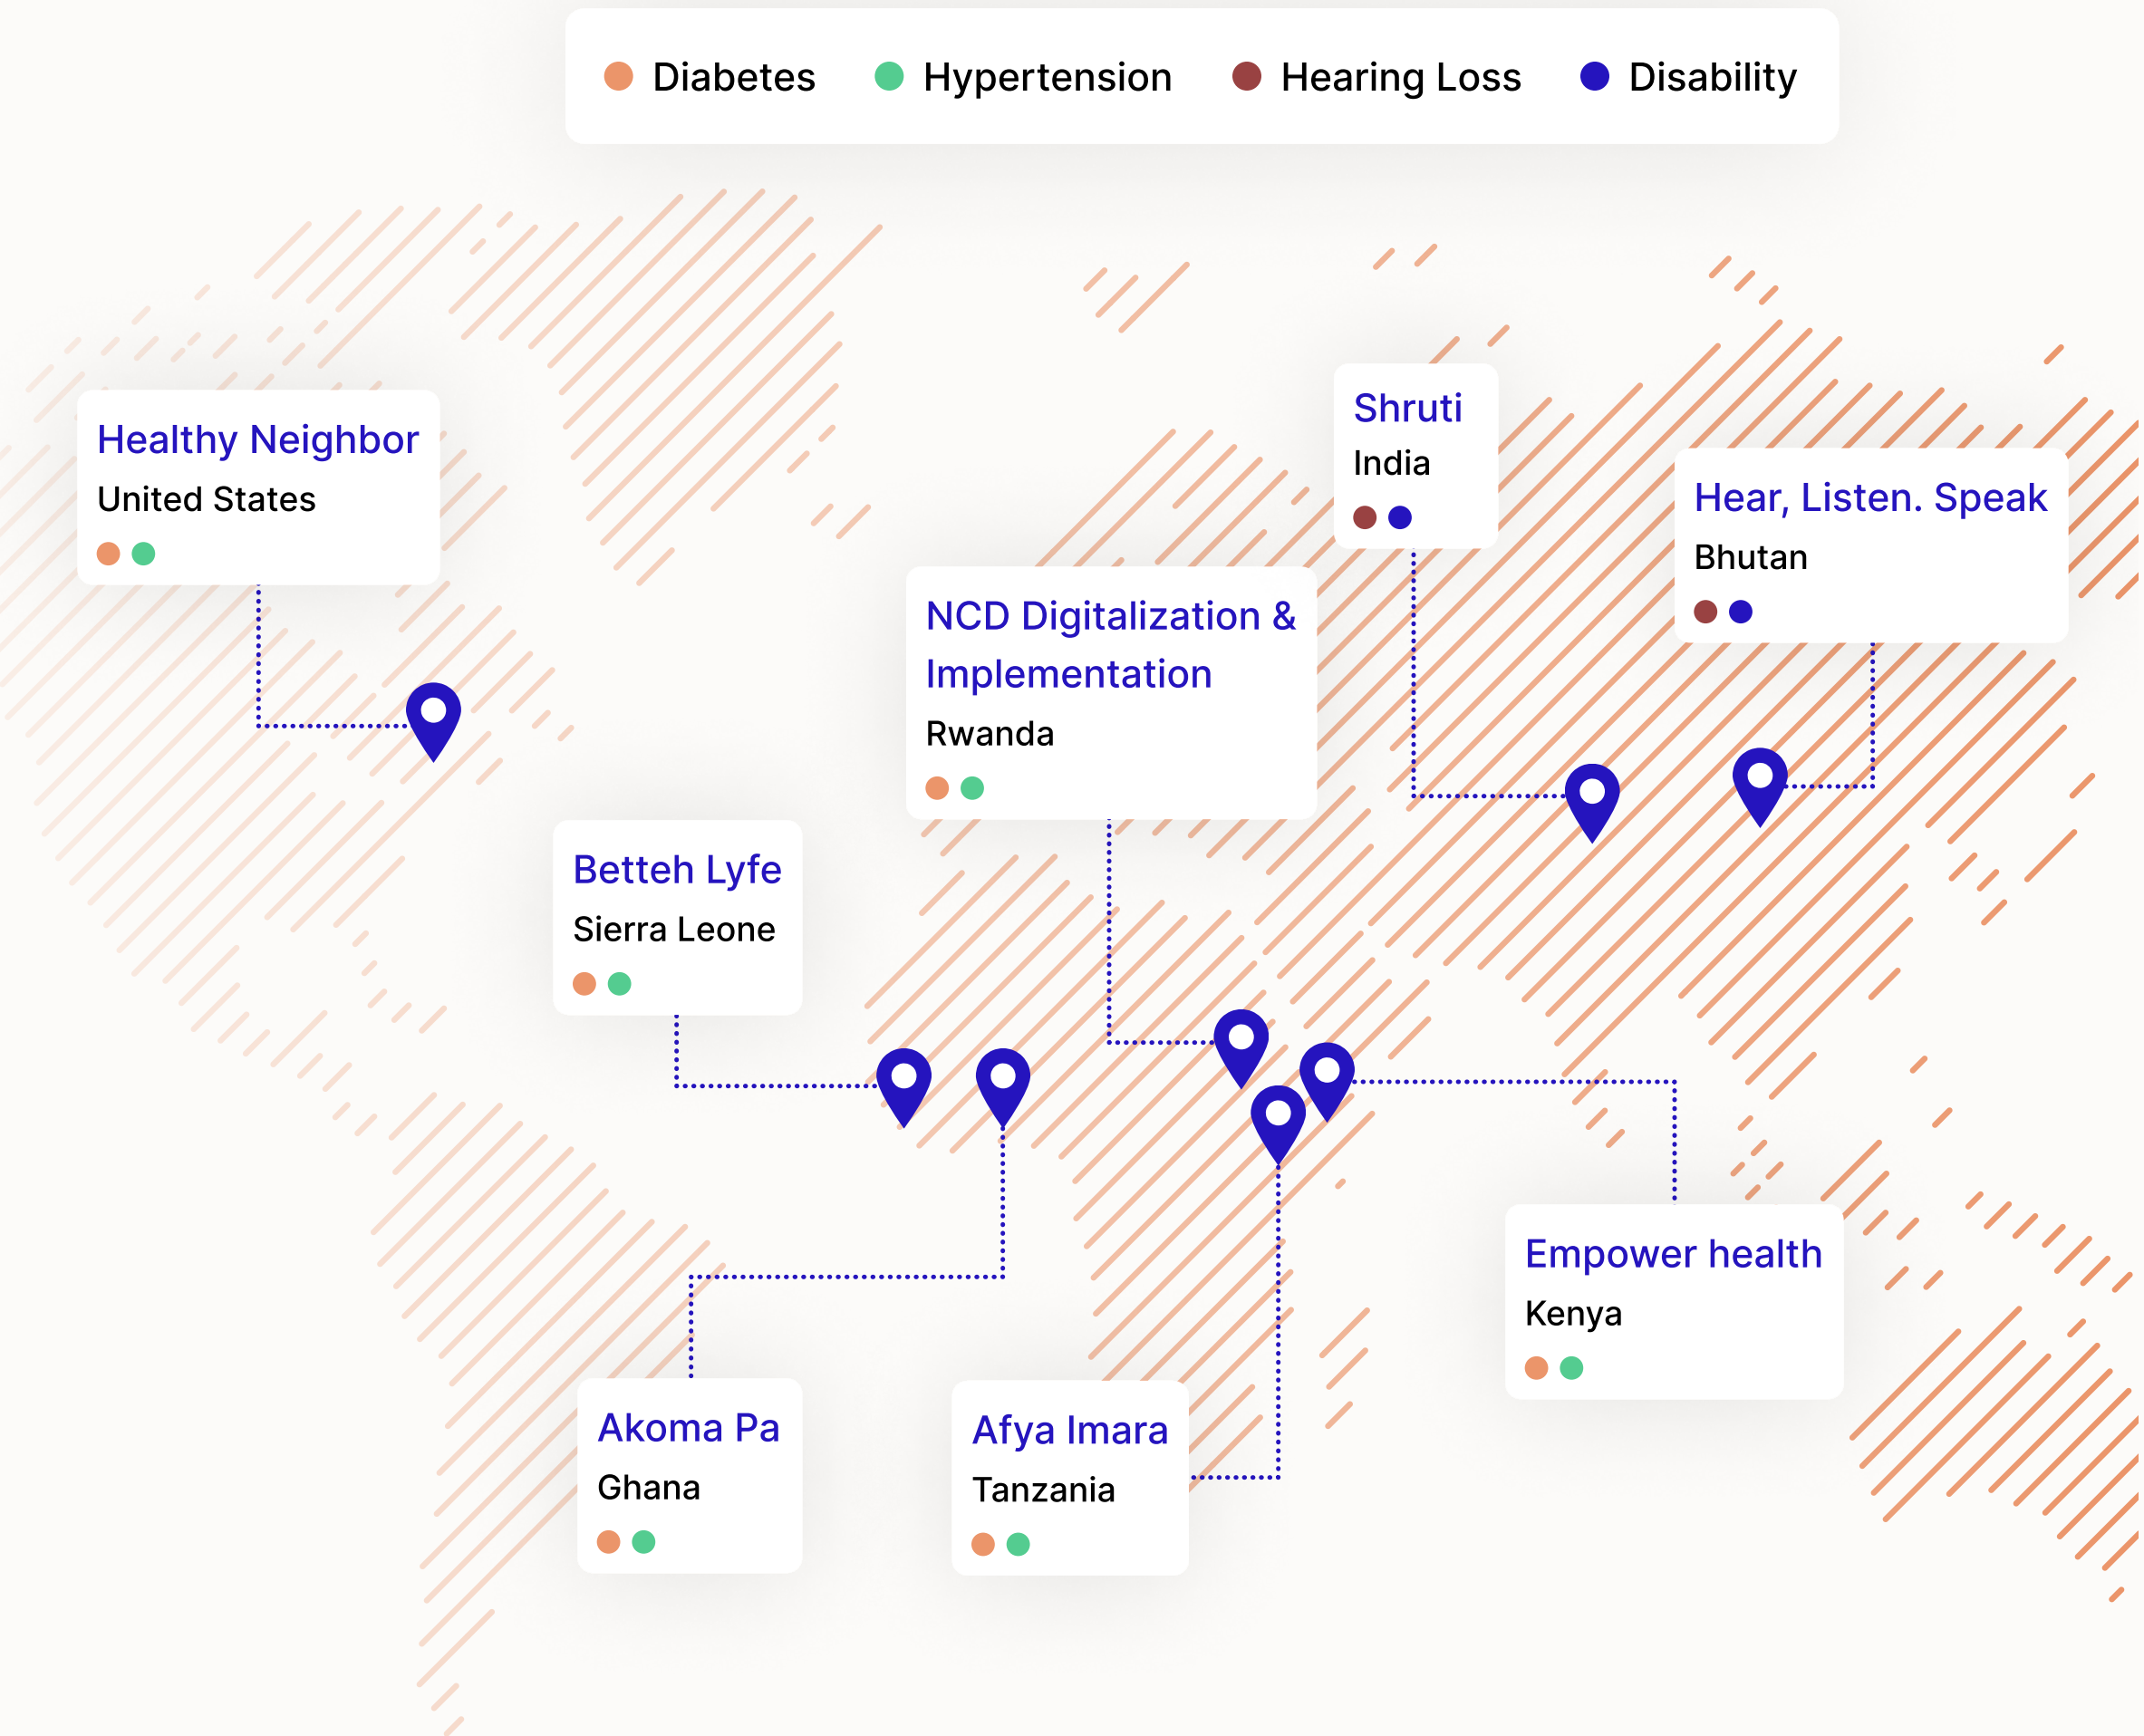 Diabetes
Hypertension
Hearing Loss
Disability
Healthy Neighbor
United States
Shruti
India
Hear, Listen. Speak
Bhutan
NCD Digitalization &
Implementation
Rwanda
Betteh Lyfe
Sierra Leone
Empower health
Kenya
Akoma Pa
Ghana
Afya Imara
Tanzania